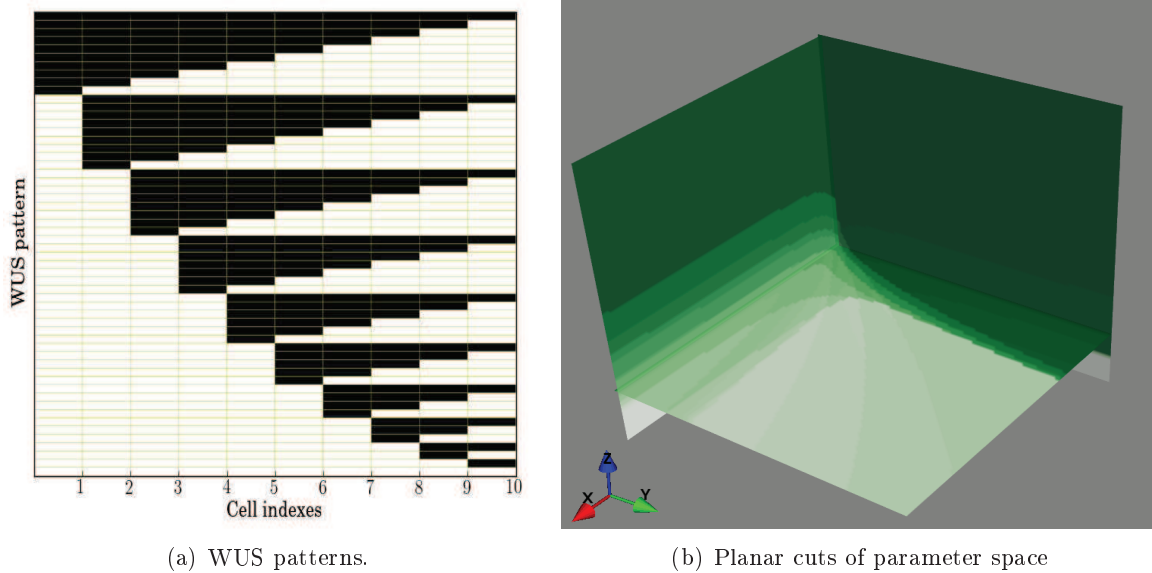 WUS pattern
1 2 3 4 5 6 7 8 9 10
Cell indexes
Z
X
Y
(a) WUS patterns.
(b) Planar cuts of parameter space